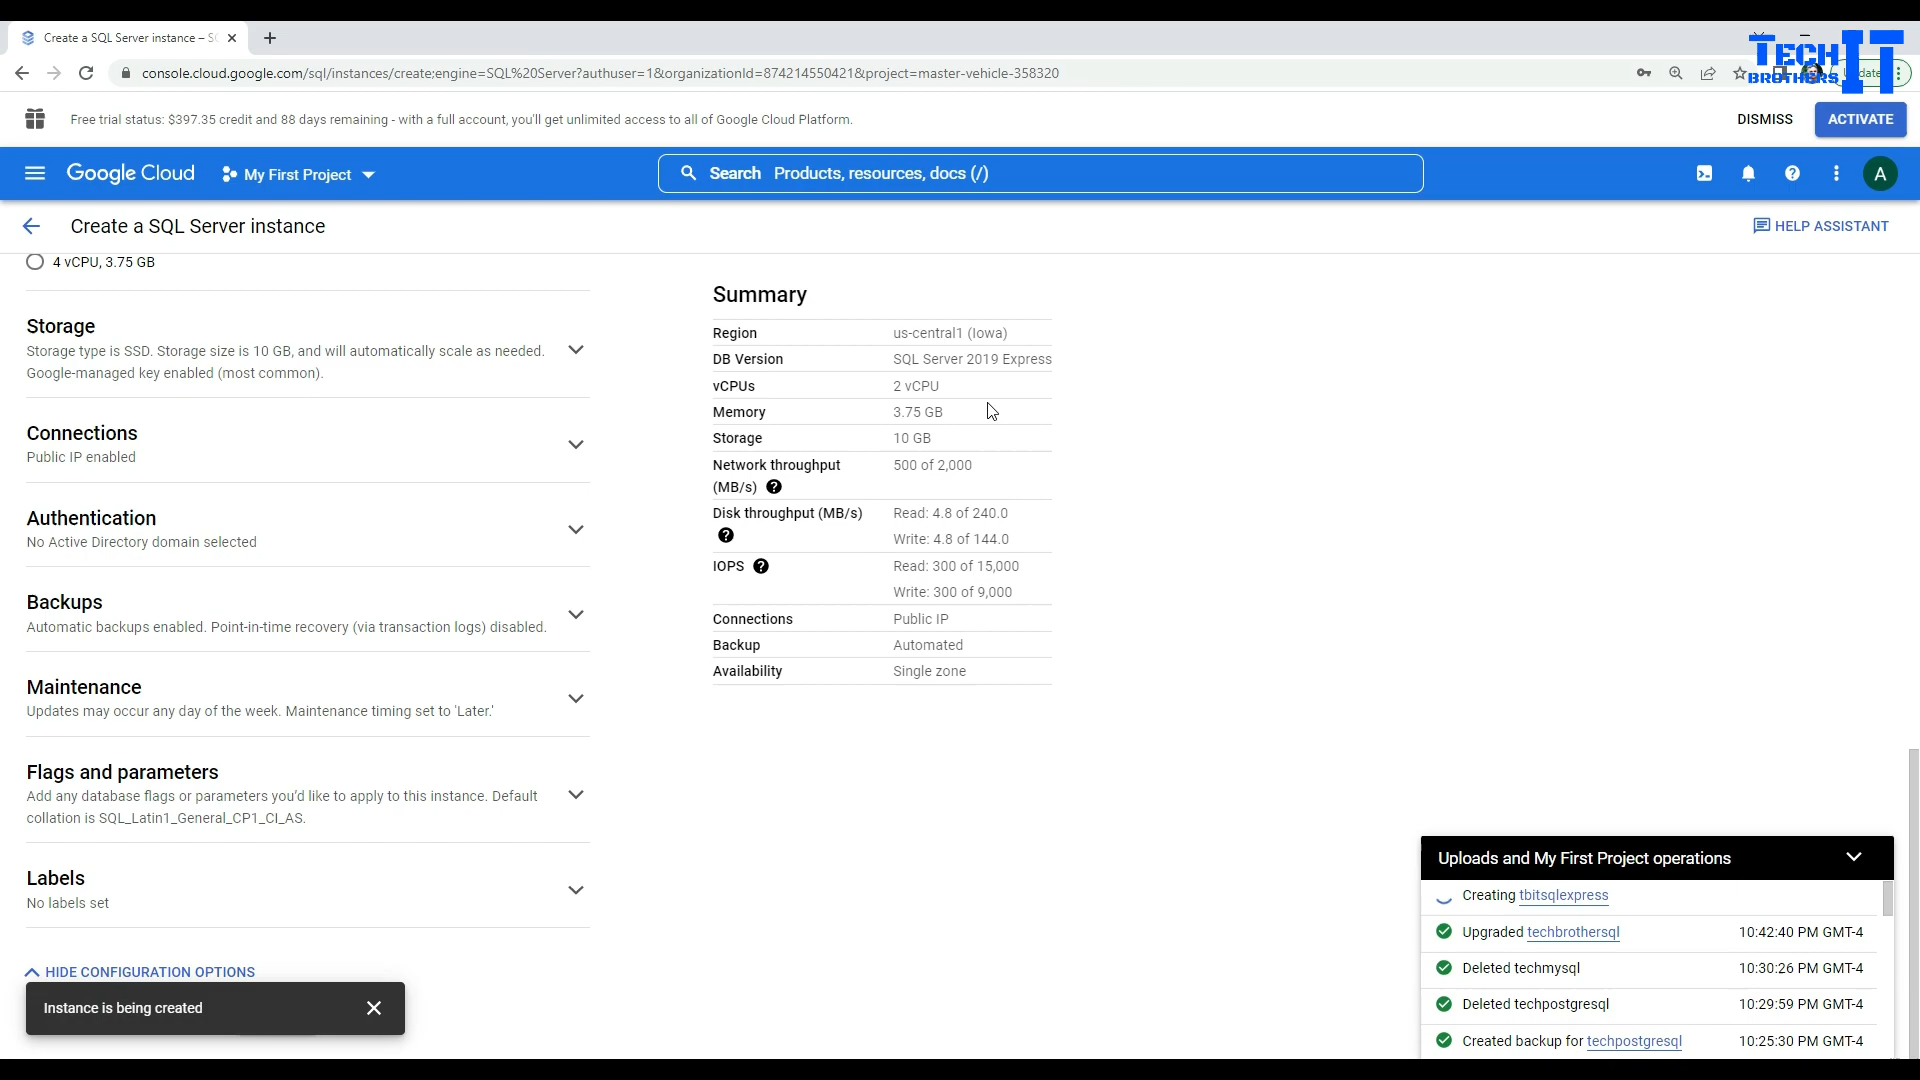 Create a SQL Server instance – SQ
console.cloud.google.com/sql/instances/create;engine=SQL%20Server?authuser=1&organizationId=874214550421&project=master-vehicle-358320
TECH IT
BROTHERS
Free trial status: $397.35 credit and 88 days remaining - with a full account, you'll get unlimited access to all of Google Cloud Platform.
DISMISS
ACTIVATE
Google Cloud
My First Project
Search Products, resources, docs (/)
A
Create a SQL Server instance
HELP ASSISTANT
4 vCPU, 3.75 GB
Storage
Storage type is SSD. Storage size is 10 GB, and will automatically scale as needed.
Google-managed key enabled (most common).
Connections
Public IP enabled
Authentication
No Active Directory domain selected
Backups
Automatic backups enabled. Point-in-time recovery (via transaction logs) disabled.
Maintenance
Updates may occur any day of the week. Maintenance timing set to 'Later.'
Flags and parameters
Add any database flags or parameters you'd like to apply to this instance. Default
collation is SQL_Latin1_General_CP1_CI_AS.
Labels
No labels set
HIDE CONFIGURATION OPTIONS
Instance is being created
Summary
Region us-central1 (Iowa)
DB Version SQL Server 2019 Express
vCPUs 2 vCPU
Memory 3.75 GB
Storage 10 GB
Network throughput 500 of 2,000
(MB/s)
Disk throughput (MB/s) Read: 4.8 of 240.0
Write: 4.8 of 144.0
IOPS Read: 300 of 15,000
Write: 300 of 9,000
Connections Public IP
Backup Automated
Availability Single zone
Uploads and My First Project operations
Creating tbitsqlexpress
Upgraded techbrothersql 10:42:40 PM GMT-4
Deleted techmysql 10:30:26 PM GMT-4
Deleted techpostgresql 10:29:59 PM GMT-4
Created backup for techpostgresql 10:25:30 PM GMT-4